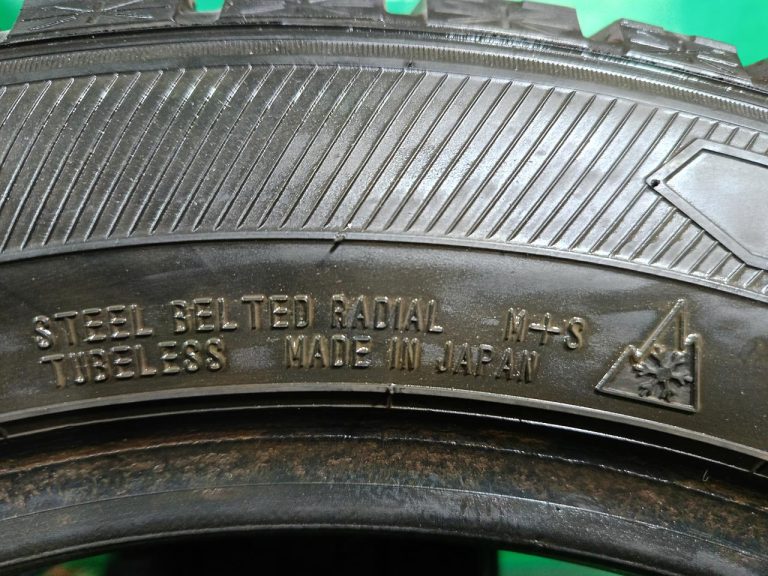 STEEL BELTED RADIAL M+S
TUBELESS MADE IN JAPAN